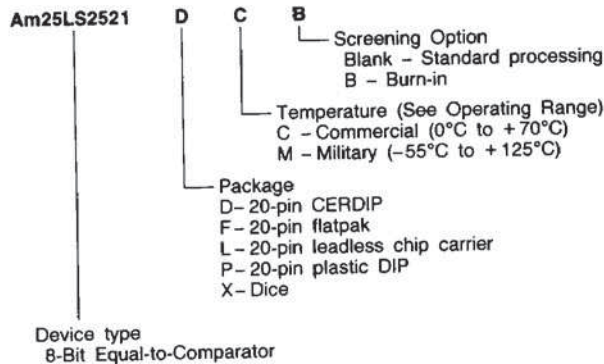 Am25LS2521 D C B
Screening Option
Blank – Standard processing
B – Burn-in
Temperature (See Operating Range)
C – Commercial (0°C to +70°C)
M – Military (–55°C to +125°C)
Package
D– 20-pin CERDIP
F – 20-pin flatpak
L – 20-pin leadless chip carrier
P – 20-pin plastic DIP
X– Dice
Device type
8-Bit Equal-to-Comparator